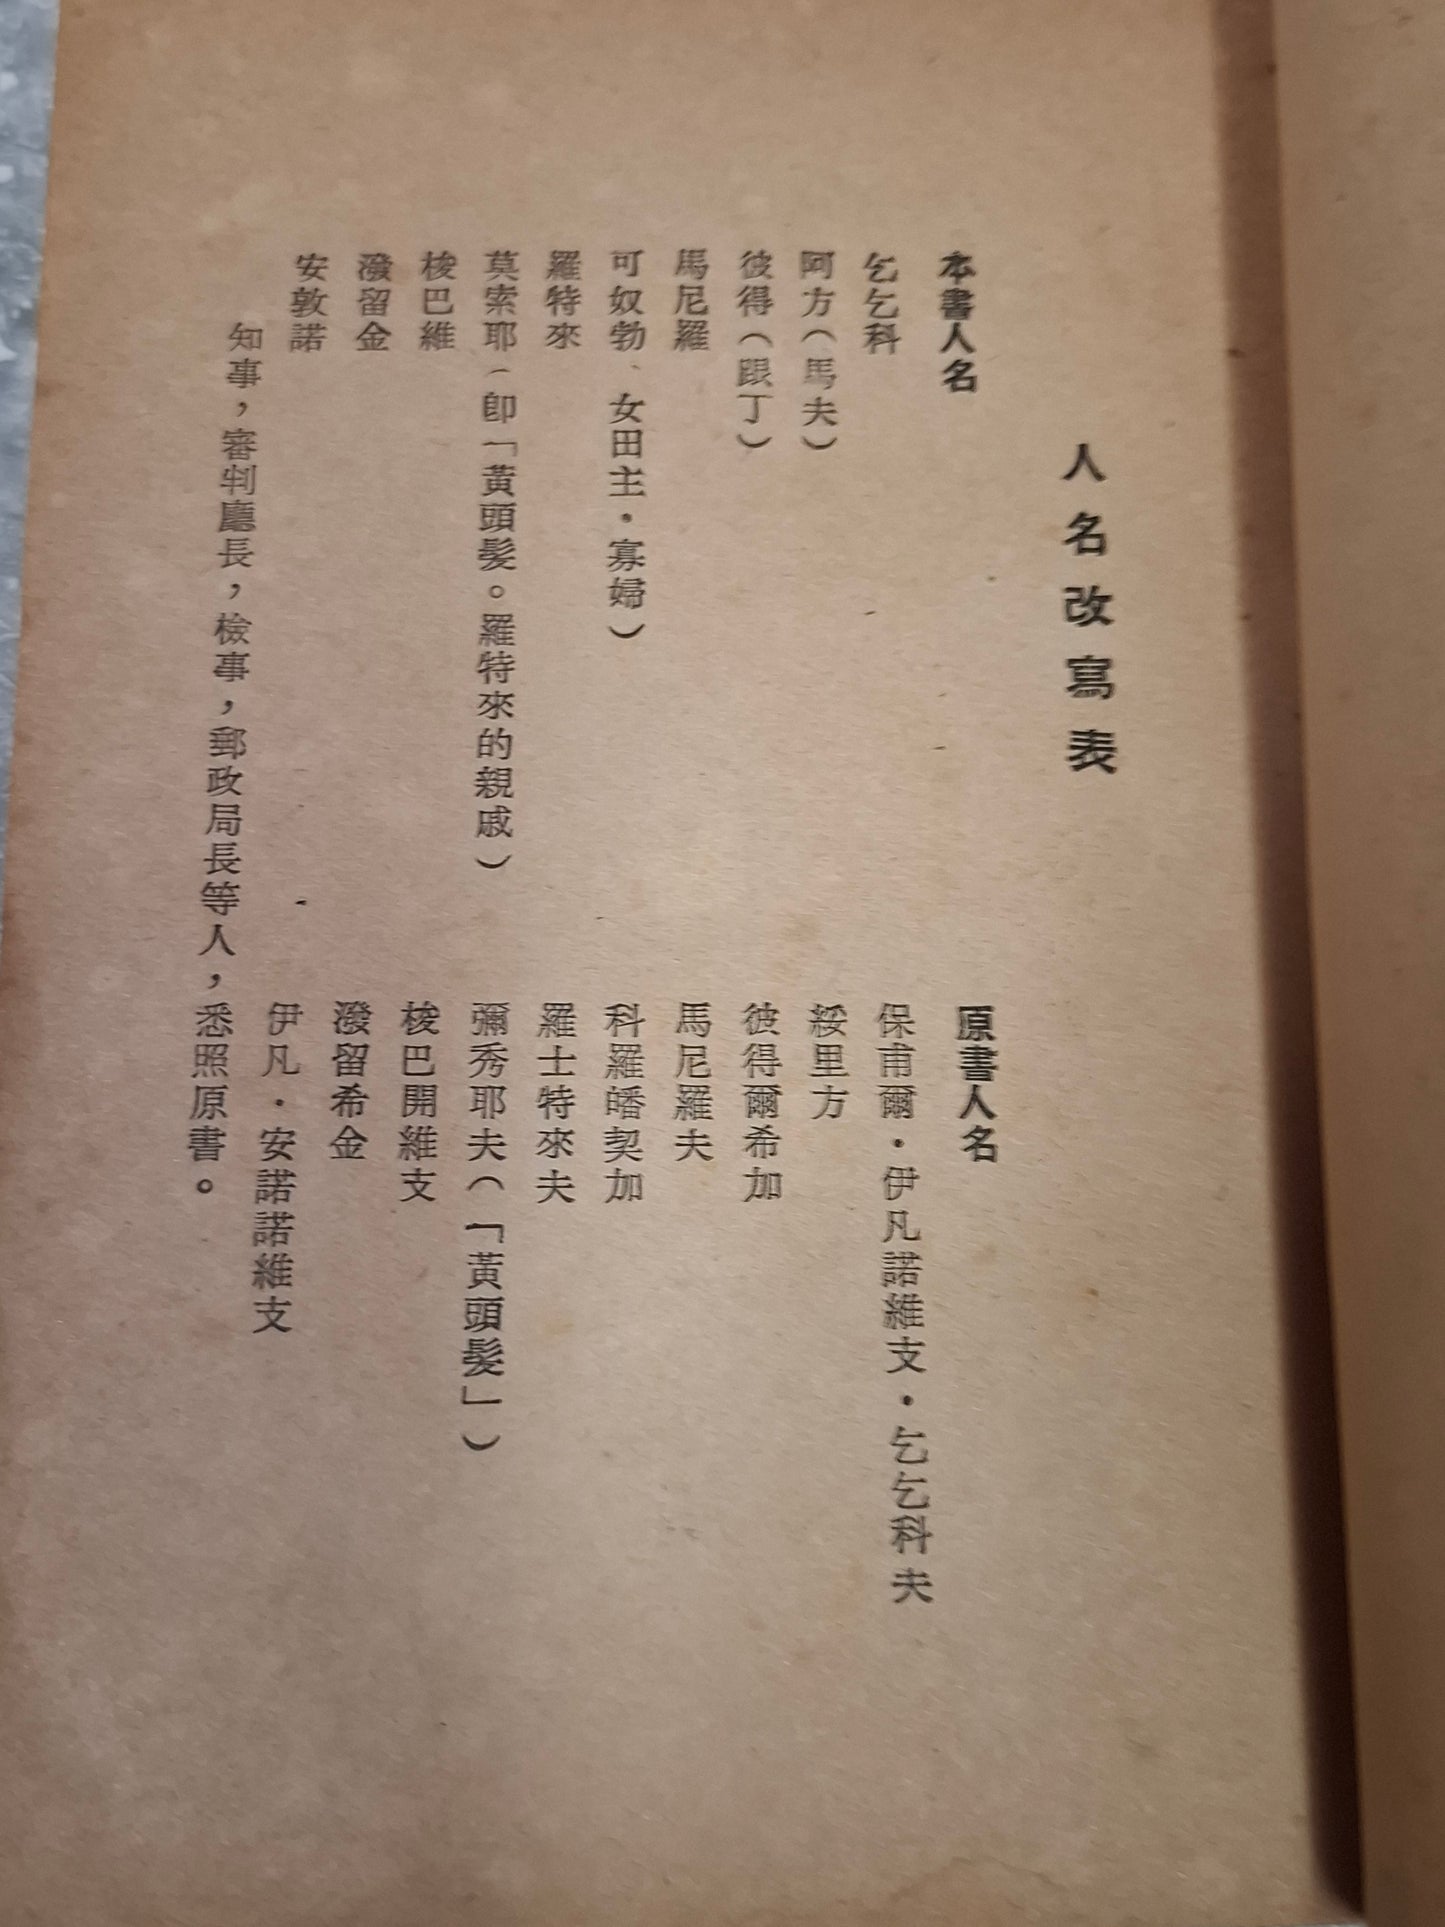 人名改寫表
本書人名　原書人名
乞乞科　保甫爾·伊凡諾維支·乞乞科夫
阿方（馬夫）　綏里方
彼得（跟丁）　彼得爾希加
馬尼羅　馬尼羅夫
可奴勃、女田主·寡婦）　科羅皤契加
羅特來　羅士特來夫
莫索耶（即「黃頭髮。羅特來的親戚）　彌秀耶夫（「黃頭髮」）
梭巴維　梭巴開維支
潑留金　潑留希金
安敦諾　伊凡·安諾諾維支
知事，審判廳長，檢事，郵政局長等人，悉照原書。